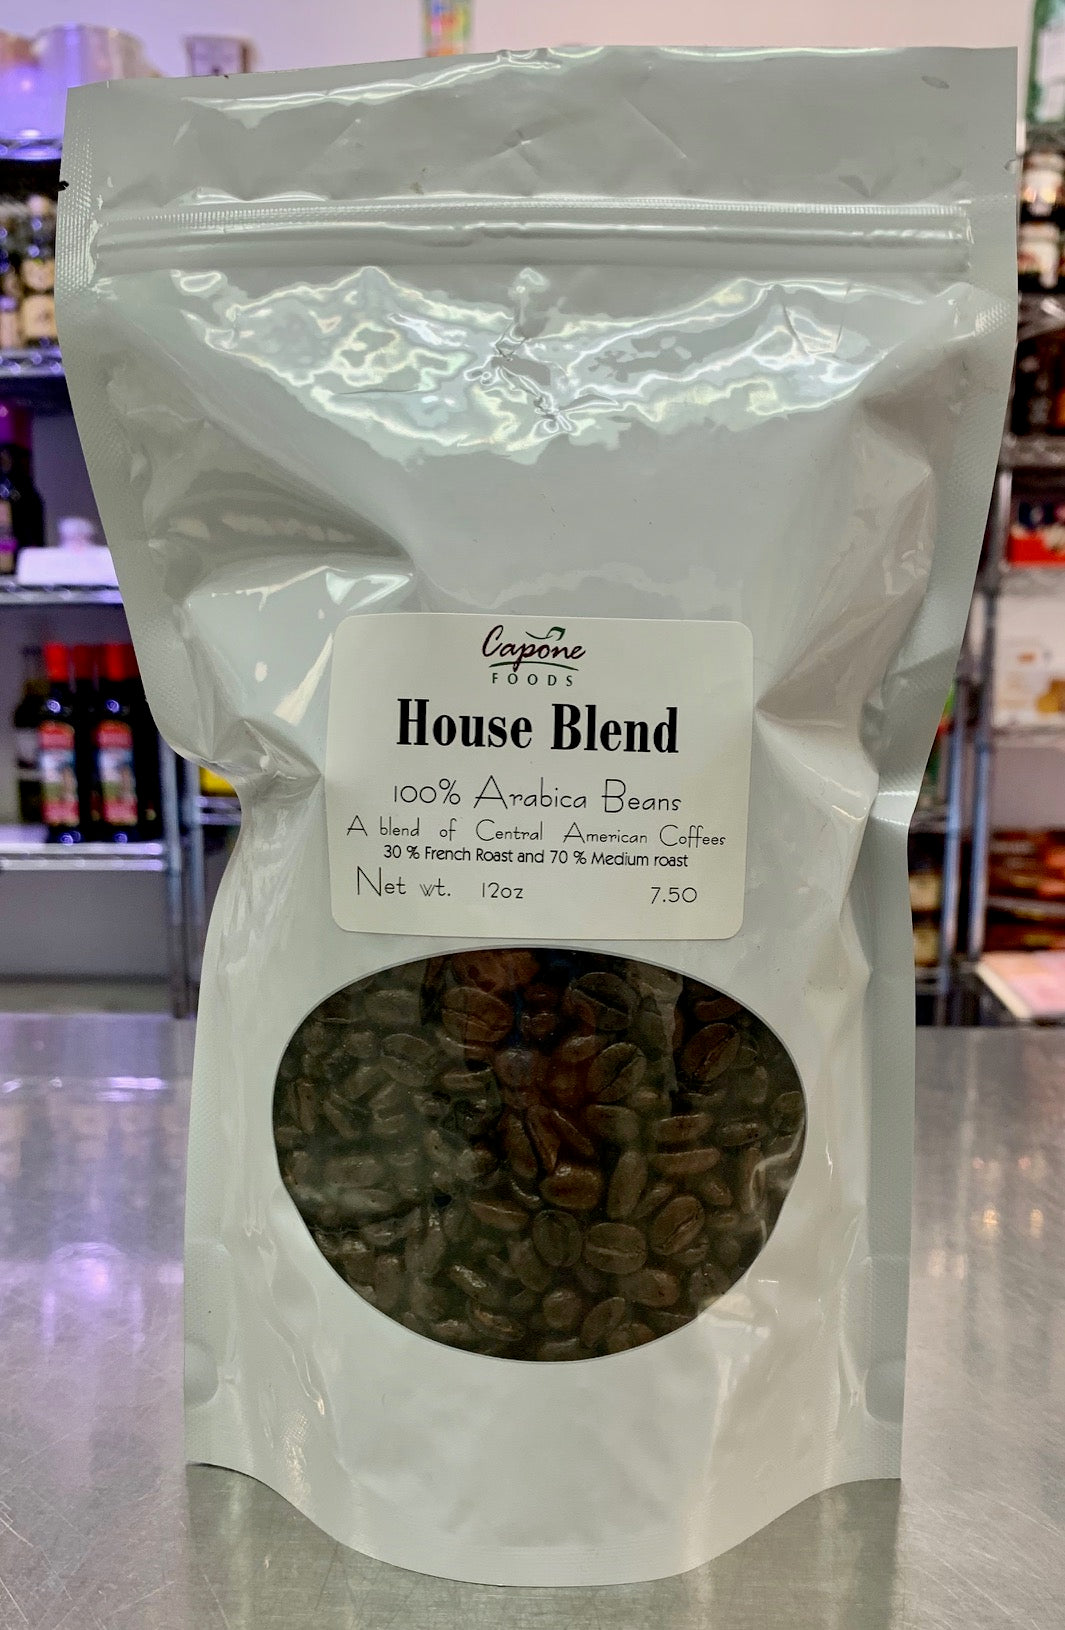 Capone
FOODS
House Blend
100% Arabica Beans
A blend of Central American Coffees
30 % French Roast and 70 % Medium roast
Net wt. 12oz 7.50